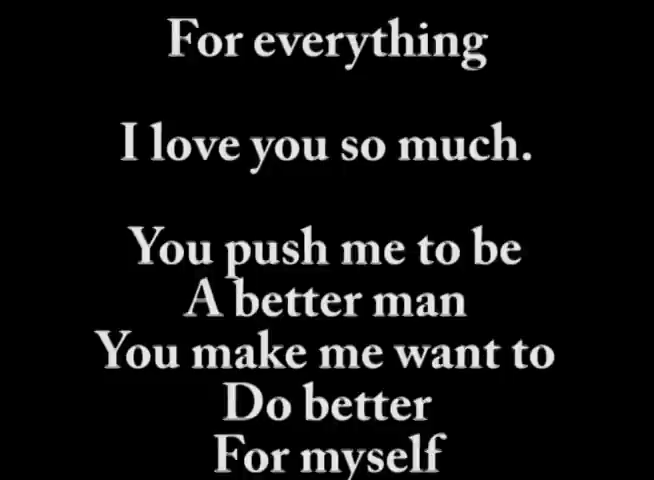 For everything
I love you so much.
You push me to be
A better man
You make me want to
Do better
For myself